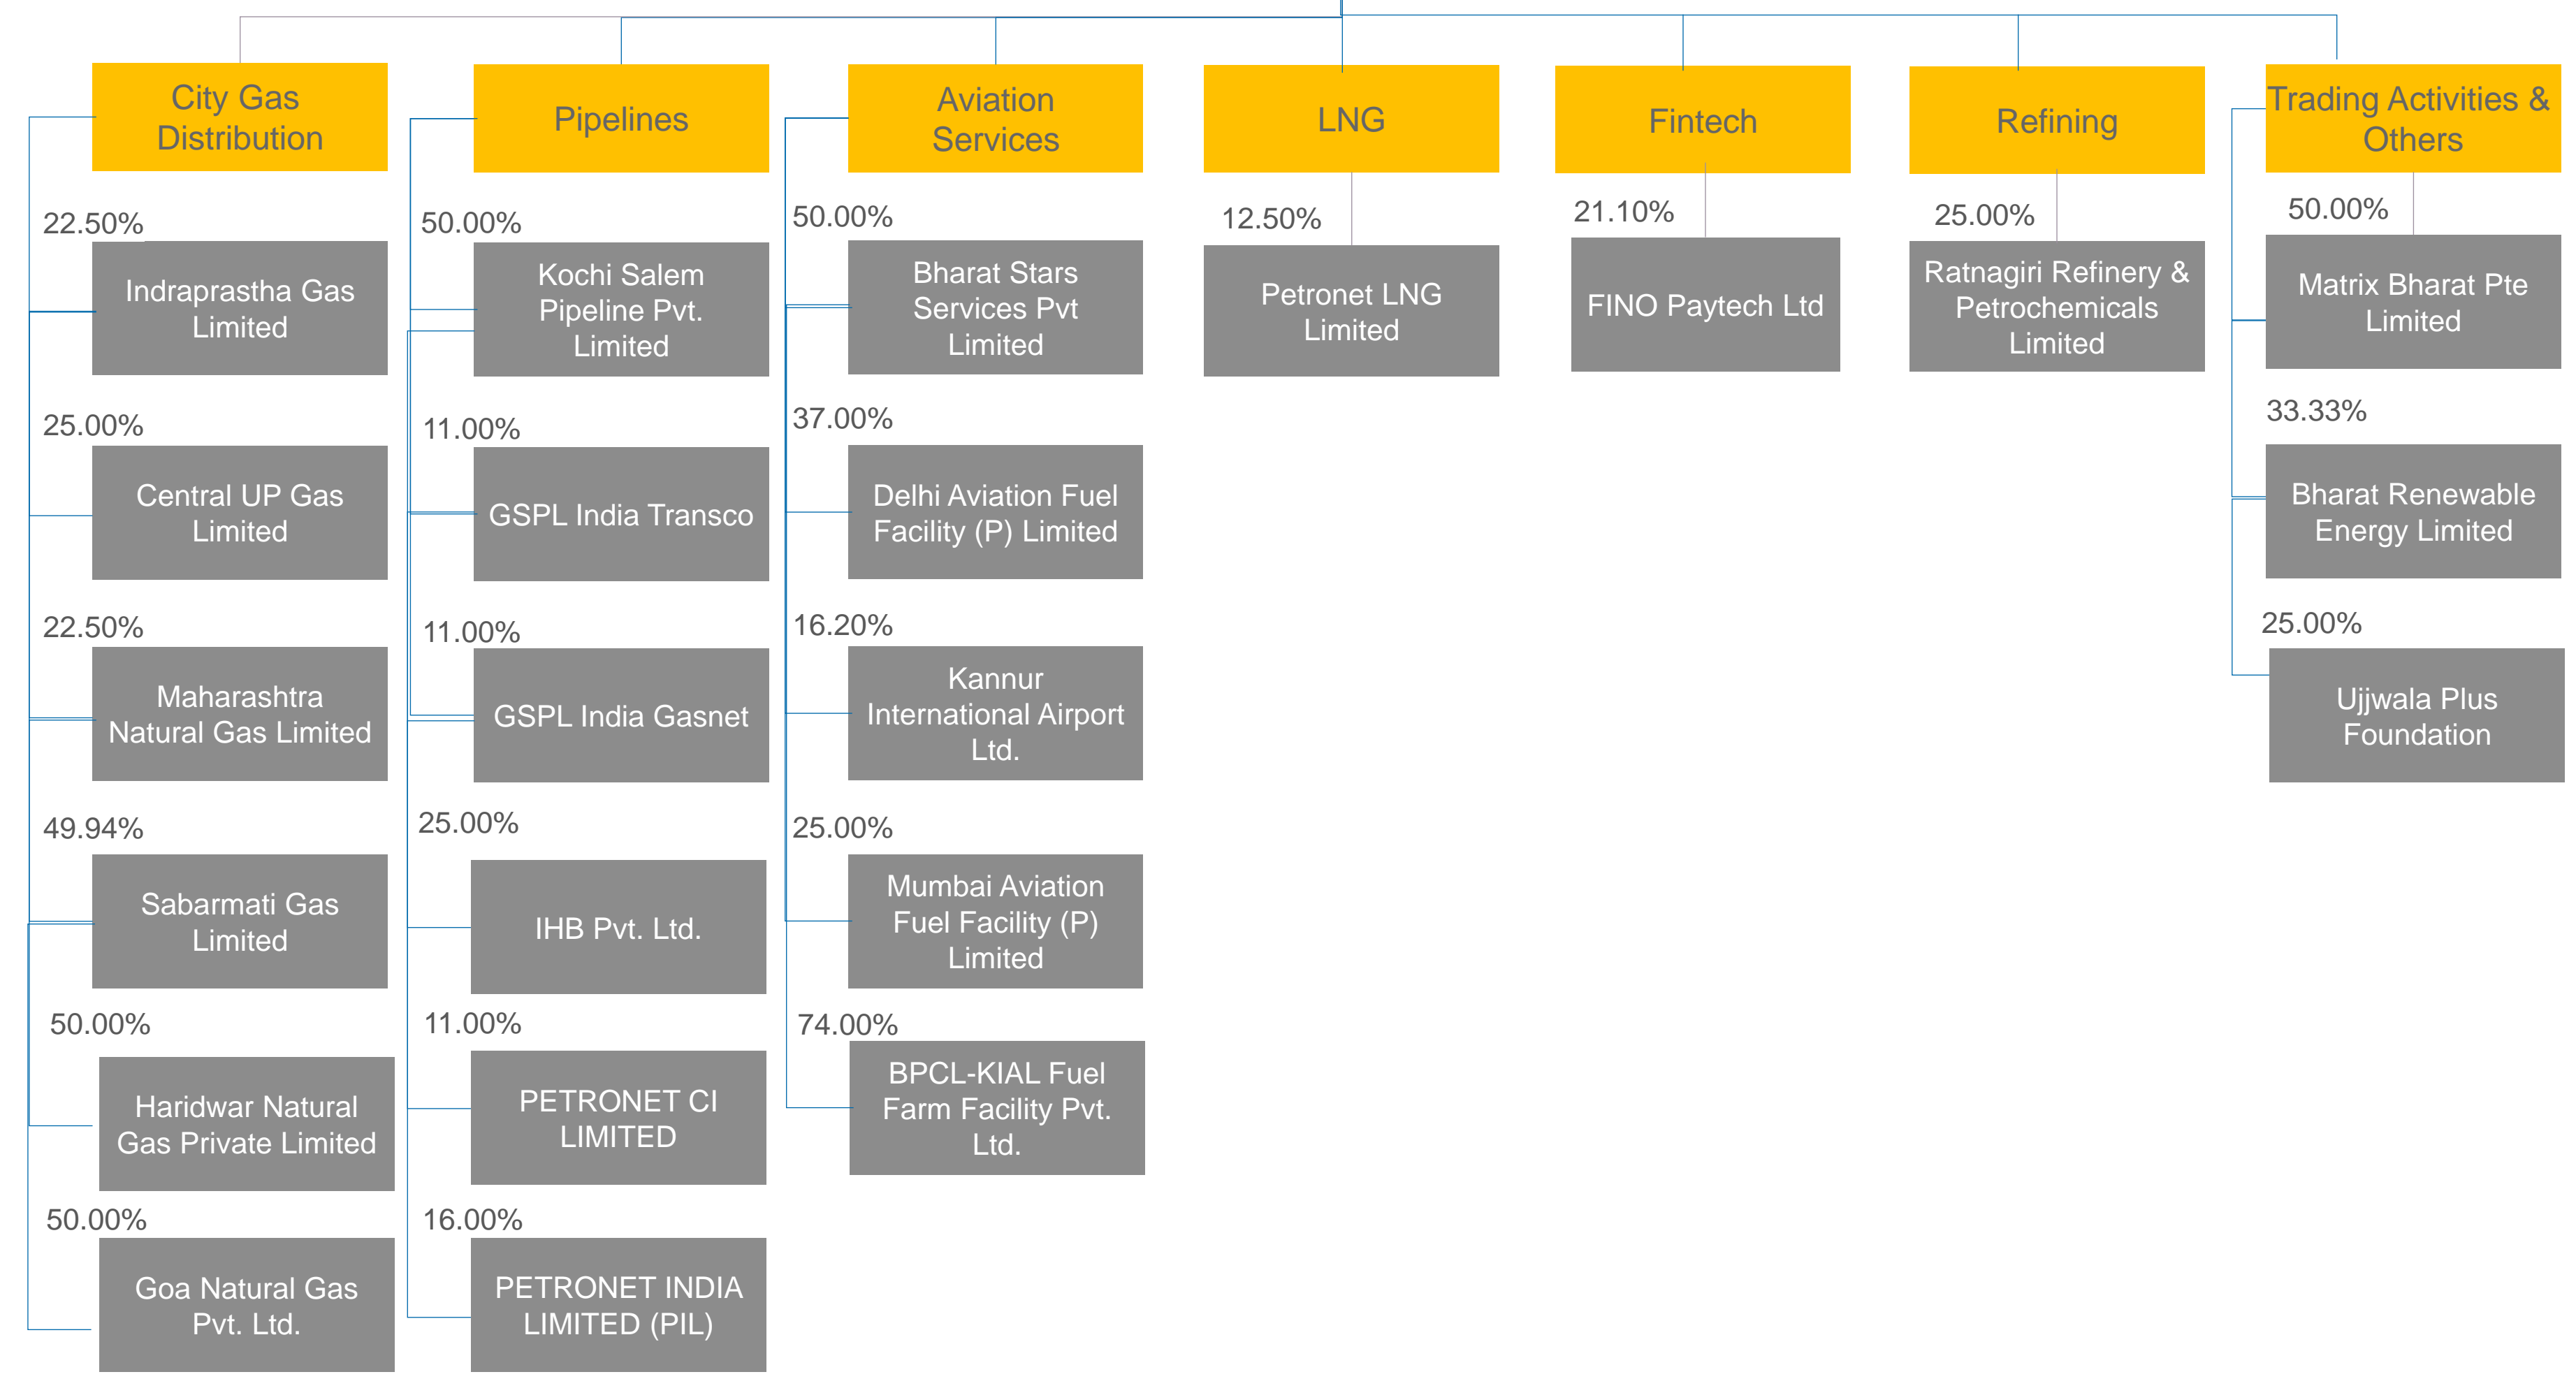 City Gas
Distribution
22.50%
Indraprastha Gas
Limited
25.00%
Central UP Gas
Limited
22.50%
Maharashtra
Natural Gas Limited
49.94%
Sabarmati Gas
Limited
50.00%
Haridwar Natural
Gas Private Limited
50.00%
Goa Natural Gas
Pvt. Ltd.
Pipelines
50.00%
Kochi Salem
Pipeline Pvt.
Limited
11.00%
GSPL India Transco
11.00%
GSPL India Gasnet
25.00%
IHB Pvt. Ltd.
11.00%
PETRONET CI
LIMITED
16.00%
PETRONET INDIA
LIMITED (PIL)
Aviation
Services
50.00%
Bharat Stars
Services Pvt
Limited
37.00%
Delhi Aviation Fuel
Facility (P) Limited
16.20%
Kannur
International Airport
Ltd.
25.00%
Mumbai Aviation
Fuel Facility (P)
Limited
74.00%
BPCL-KIAL Fuel
Farm Facility Pvt.
Ltd.
LNG
12.50%
Petronet LNG
Limited
Fintech
21.10%
FINO Paytech Ltd
Refining
25.00%
Ratnagiri Refinery &
Petrochemicals
Limited
Trading Activities &
Others
50.00%
Matrix Bharat Pte
Limited
33.33%
Bharat Renewable
Energy Limited
25.00%
Ujjwala Plus
Foundation